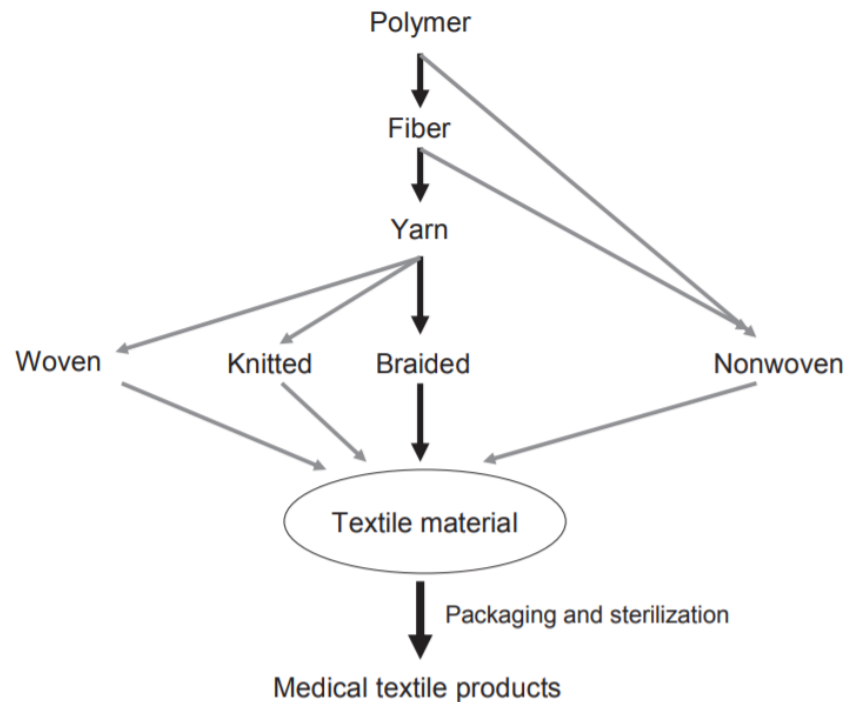 Polymer
Fiber
Yarn
Woven
Knitted
Braided
Nonwoven
Textile material
Packaging and sterilization
Medical textile products